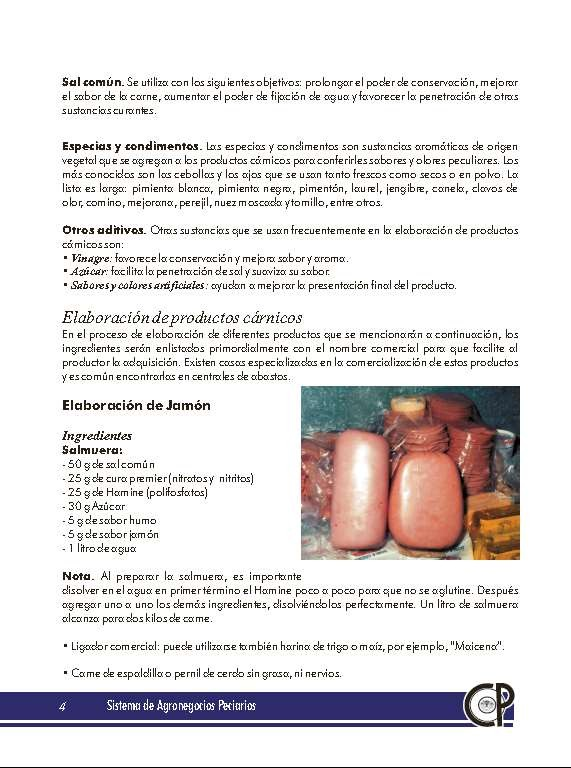 Sal común. Se utiliza con los siguientes objetivos: prolongar el poder de conservación, mejorar
el sabor de la carne, aumentar el poder de fijación de agua y favorecer la penetración de otras
sustancias curantes.
Especias y condimentos. Las especias y condimentos son sustancias aromáticas de origen
vegetal que se agregan a los productos cárnicos para conferirles sabores y olores peculiares. Los
más conocidos son las cebollas y los ajos que se usan tanto frescos como secos o en polvo. La
lista es larga: pimienta blanca, pimienta negra, pimentón, laurel, jengibre, canela, clavos de
olor, comino, mejorana, perejil, nuez moscada y tomillo, entre otros.
Otros aditivos. Otras sustancias que se usan frecuentemente en la elaboración de productos
cárnicos son:
• Vinagre: favorece la conservación y mejora sabor y aroma.
• Azúcar: facilita la penetración de sal y suaviza su sabor.
• Sabores y colores artificiales: ayudan a mejorar la presentación final del producto.
Elaboración de productos cárnicos
En el proceso de elaboración de diferentes productos que se mencionarán a continuación, los
ingredientes serán enlistados primordialmente con el nombre comercial para que facilite al
productor la adquisición. Existen casas especializadas en la comercialización de estos productos
y es común encontrarlas en centrales de abastos.
Elaboración de Jamón
Ingredientes
Salmuera:
- 50 g de sal común
- 25 g de cura premier (nitratos y nitritos)
- 25 g de Hamine (polifosfatos)
- 30 g Azúcar
- 5 g de sabor humo
- 5 g de sabor jamón
- 1 litro de agua
Nota. Al preparar la salmuera, es importante
disolver en el agua en primer término el Hamine poco a poco para que no se aglutine. Después
agregar uno a uno los demás ingredientes, disolviéndolos perfectamente. Un litro de salmuera
alcanza para dos kilos de carne.
• Ligador comercial: puede utilizarse también harina de trigo o maíz, por ejemplo, "Maicena".
• Carne de espaldilla o pernil de cerdo sin grasa, ni nervios.
4 Sistema de Agronegocios Peciarios
CP